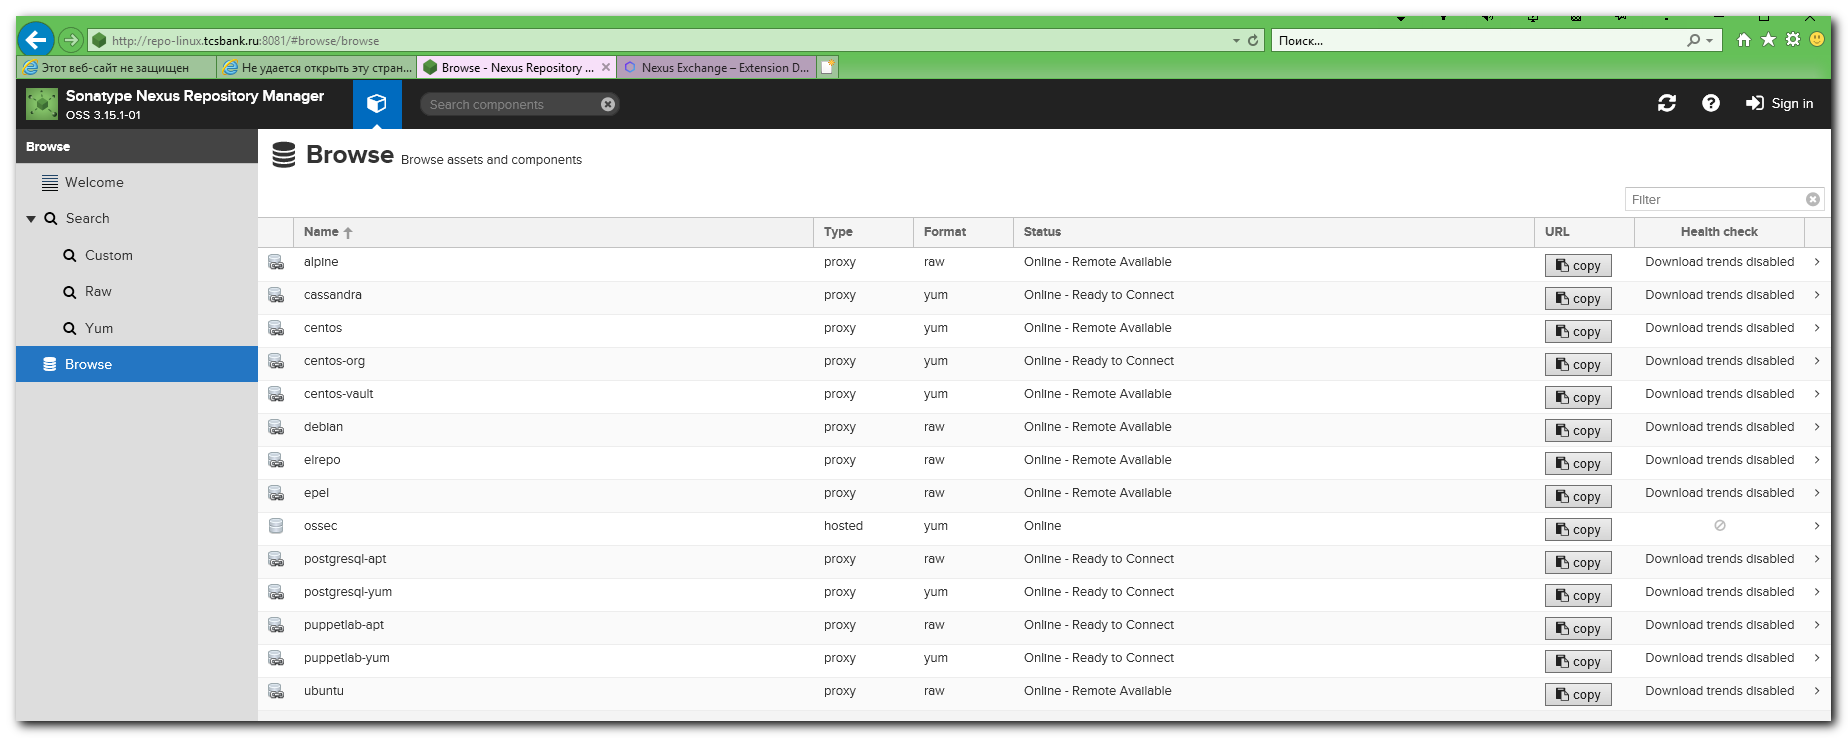 http://repo-linux.tcsbank.ru:8081/#browse/browse
Поиск...
Этот веб-сайт не защищен
Не удается открыть эту стран...
Browse - Nexus Repository ...
Nexus Exchange – Extension D...
Sonatype Nexus Repository Manager
OSS 3.15.1-01
Search components
Sign in
Browse
Welcome
Search
Custom
Raw
Yum
Browse
Browse Browse assets and components
Filter
Name Type Format Status URL Health check
alpine proxy raw Online - Remote Available copy Download trends disabled
cassandra proxy yum Online - Ready to Connect copy Download trends disabled
centos proxy yum Online - Remote Available copy Download trends disabled
centos-org proxy yum Online - Ready to Connect copy Download trends disabled
centos-vault proxy yum Online - Remote Available copy Download trends disabled
debian proxy raw Online - Remote Available copy Download trends disabled
elrepo proxy raw Online - Remote Available copy Download trends disabled
epel proxy raw Online - Remote Available copy Download trends disabled
ossec hosted yum Online copy
postgresql-apt proxy raw Online - Ready to Connect copy Download trends disabled
postgresql-yum proxy yum Online - Ready to Connect copy Download trends disabled
puppetlab-apt proxy raw Online - Ready to Connect copy Download trends disabled
puppetlab-yum proxy yum Online - Ready to Connect copy Download trends disabled
ubuntu proxy raw Online - Remote Available copy Download trends disabled